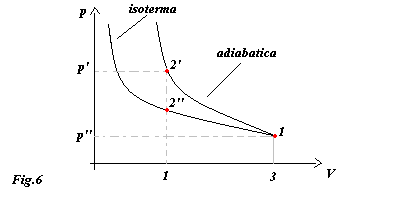 p
isoterma
adiabatica
p'
2'
2''
p''
1
1
3
V
Fig.6